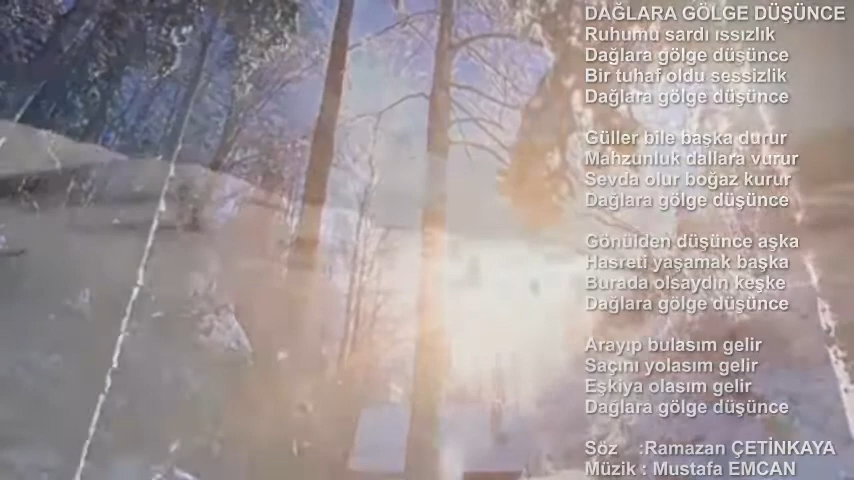 DAĞLARA GÖLGE DÜŞÜNCE
Ruhumu sardı ıssızlık
Dağlara gölge düşünce
Bir tuhaf oldu sessizlik
Dağlara gölge düşünce
Güller bile başka durur
Mahzunluk dallara vurur
Sevda olur boğaz kurur
Dağlara gölge düşünce
Gönülden düşünce aşka
Hasreti yaşamak başka
Burada olsaydın keşke
Dağlara gölge düşünce
Arayıp bulasım gelir
Saçını yolasım gelir
Eşkiya olasım gelir
Dağlara gölge düşünce
Söz :Ramazan ÇETİNKAYA
Müzik : Mustafa EMCAN